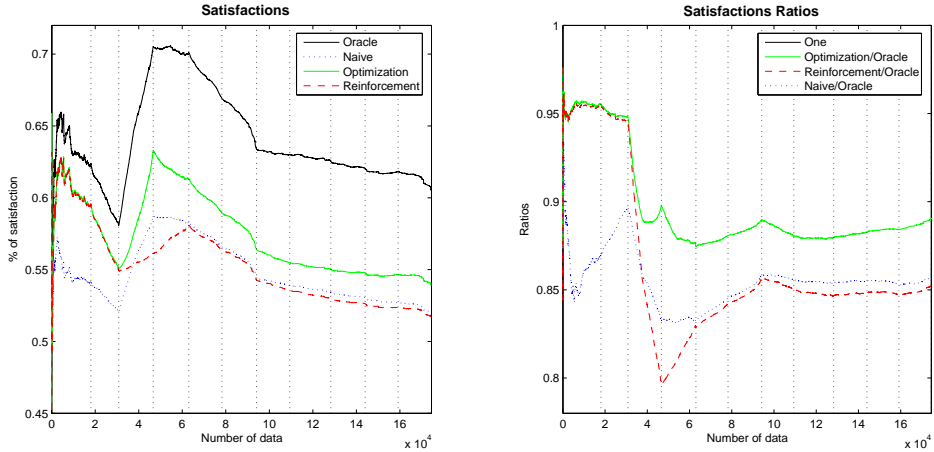 Satisfactions
% of satisfaction
0.7
0.65
0.6
0.55
0.5
0.45
Oracle
Naive
Optimization
Reinforcement
0 2 4 6 8 10 12 14 16
Number of data
x 10^4
Satisfactions Ratios
Ratios
1
0.95
0.9
0.85
0.8
One
Optimization/Oracle
Reinforcement/Oracle
Naive/Oracle
0 2 4 6 8 10 12 14 16
Number of data
x 10^4